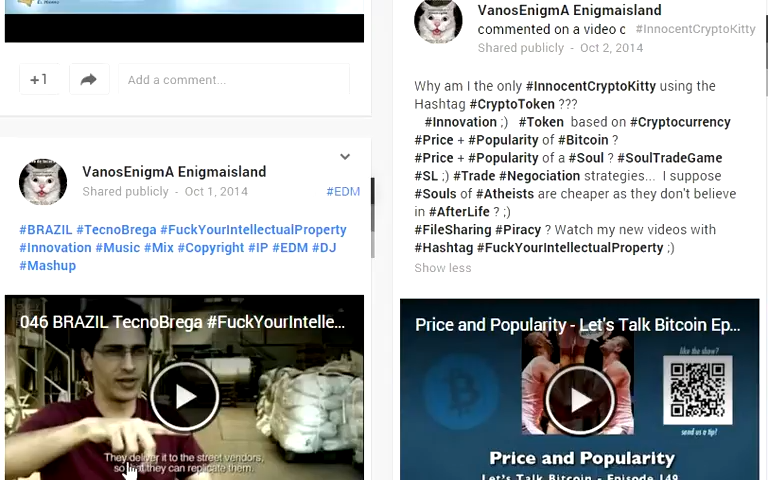 +1
Add a comment...
VanosEnigmA Enigmaisland
Shared publicly - Oct 1, 2014
#EDM
#BRAZIL #TecnoBrega #FuckYourIntellectualProperty
#Innovation #Music #Mix #Copyright #IP #EDM #DJ
#Mashup
046 BRAZIL TecnoBrega #FuckYourIntelle...
They deliver it to the street vendors,
so that they can replicate them.
VanosEnigmA Enigmaisland
commented on a video c
#InnocentCryptoKitty
Shared publicly - Oct 2, 2014
Why am I the only #InnocentCryptoKitty using the
Hashtag #CryptoToken ???
#Innovation ;) #Token based on #Cryptocurrency
#Price + #Popularity of #Bitcoin ?
#Price + #Popularity of a #Soul ? #SoulTradeGame
#SL ;) #Trade #Negociation strategies... I suppose
#Souls of #Atheists are cheaper as they don't believe
in #AfterLife ? ;)
#FileSharing #Piracy ? Watch my new videos with
#Hashtag #FuckYourIntellectualProperty ;)
Show less
Price and Popularity - Let's Talk Bitcoin Ep...
like the show?
send us a tip!
Price and Popularity
Let's Talk Bitcoin - Episode 149